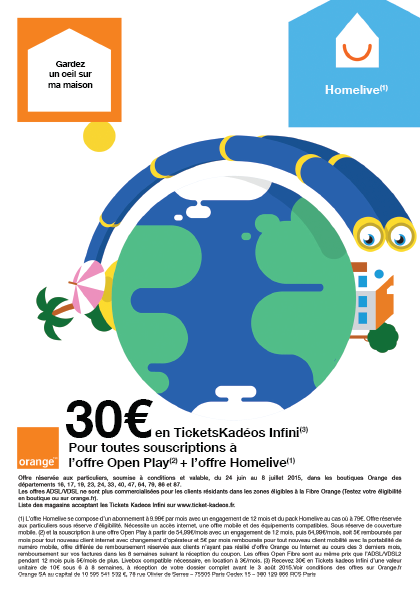 Gardez
un oeil sur
ma maison
Homelive(1)
30€ en TicketsKadéos Infini(3)
Pour toutes souscriptions à
l'offre Open Play(2) + l'offre Homelive(1)
orange™
Offre réservée aux particuliers, soumise à conditions et valable, du 24 juin au 8 juillet 2015, dans les boutiques Orange des
départements 16, 17, 19, 23, 24, 33, 40, 47, 64, 79, 86 et 87.
Les offres ADSL/VDSL ne sont plus commercialisées pour les clients résidants dans les zones éligibles à la Fibre Orange (Testez votre éligibilité
en boutique ou sur orange.fr).
Liste des magasins acceptant les Tickets Kadeos Infini sur www.ticket-kadeos.fr.
(1) L'offre Homelive se compose d'un abonnement à 9.99€ par mois avec un engagement de 12 mois et du pack Homelive au cas où à 79€. Offre réservée
aux particuliers sous réserve d'éligibilité. Nécessite un accès internet, une offre mobile et des équipements compatibles. Sous réserve de couverture
mobile. (2) et la souscription à une offre Open Play à partir de 54,99€/mois avec un engagement de 12 mois, puis 64,99€/mois, soit 5€ remboursés par
mois pour tout nouveau client internet avec changement d'opérateur et 5€ par mois remboursés pour tout nouveau client mobile avec la portabilité de
numéro mobile, offre différée de remboursement réservée aux clients n'ayant pas réalisé d'offre Orange ou Internet au cours des 3 derniers mois,
remboursement sur vos factures dans les 8 semaines suivant la réception du coupon. Les offres Open Fibre sont au même prix que l'ADSL/VDSL2
pendant 12 mois puis 5€/mois de plus. Livebox compatible nécessaire, en location à 3€/mois. (3) Recevez 30€ en Tickets kadeos Infini d'une valeur
unitaire de 10€ sous 6 à 8 semaines, à réception de votre dossier complet avant le 3 août 2015. Voir conditions des offres sur Orange.fr
Orange SA au capital de 10 595 541 532 €, 78 rue Olivier de Serres – 75505 Paris Cedex 15 – 380 129 866 RCS Paris